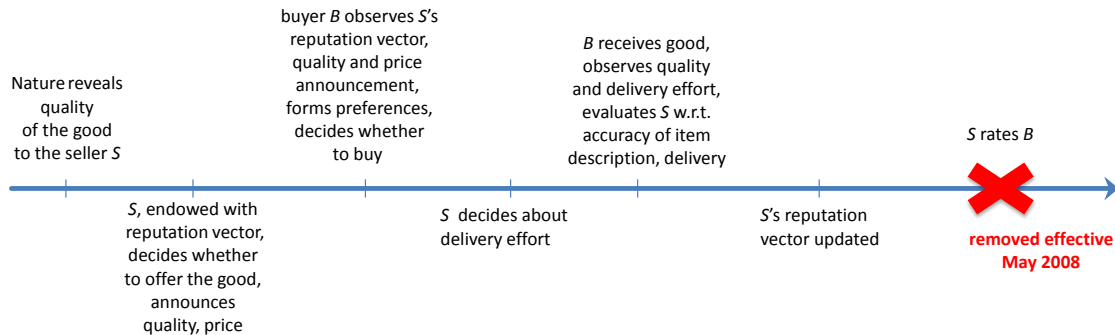 Nature reveals
quality
of the good
to the seller S
S, endowed with
reputation vector,
decides whether
to offer the good,
announces
quality, price
buyer B observes S's
reputation vector,
quality and price
announcement,
forms preferences,
decides whether
to buy
S decides about
delivery effort
B receives good,
observes quality
and delivery effort,
evaluates S w.r.t.
accuracy of item
description, delivery
S's reputation
vector updated
S rates B
removed effective
May 2008